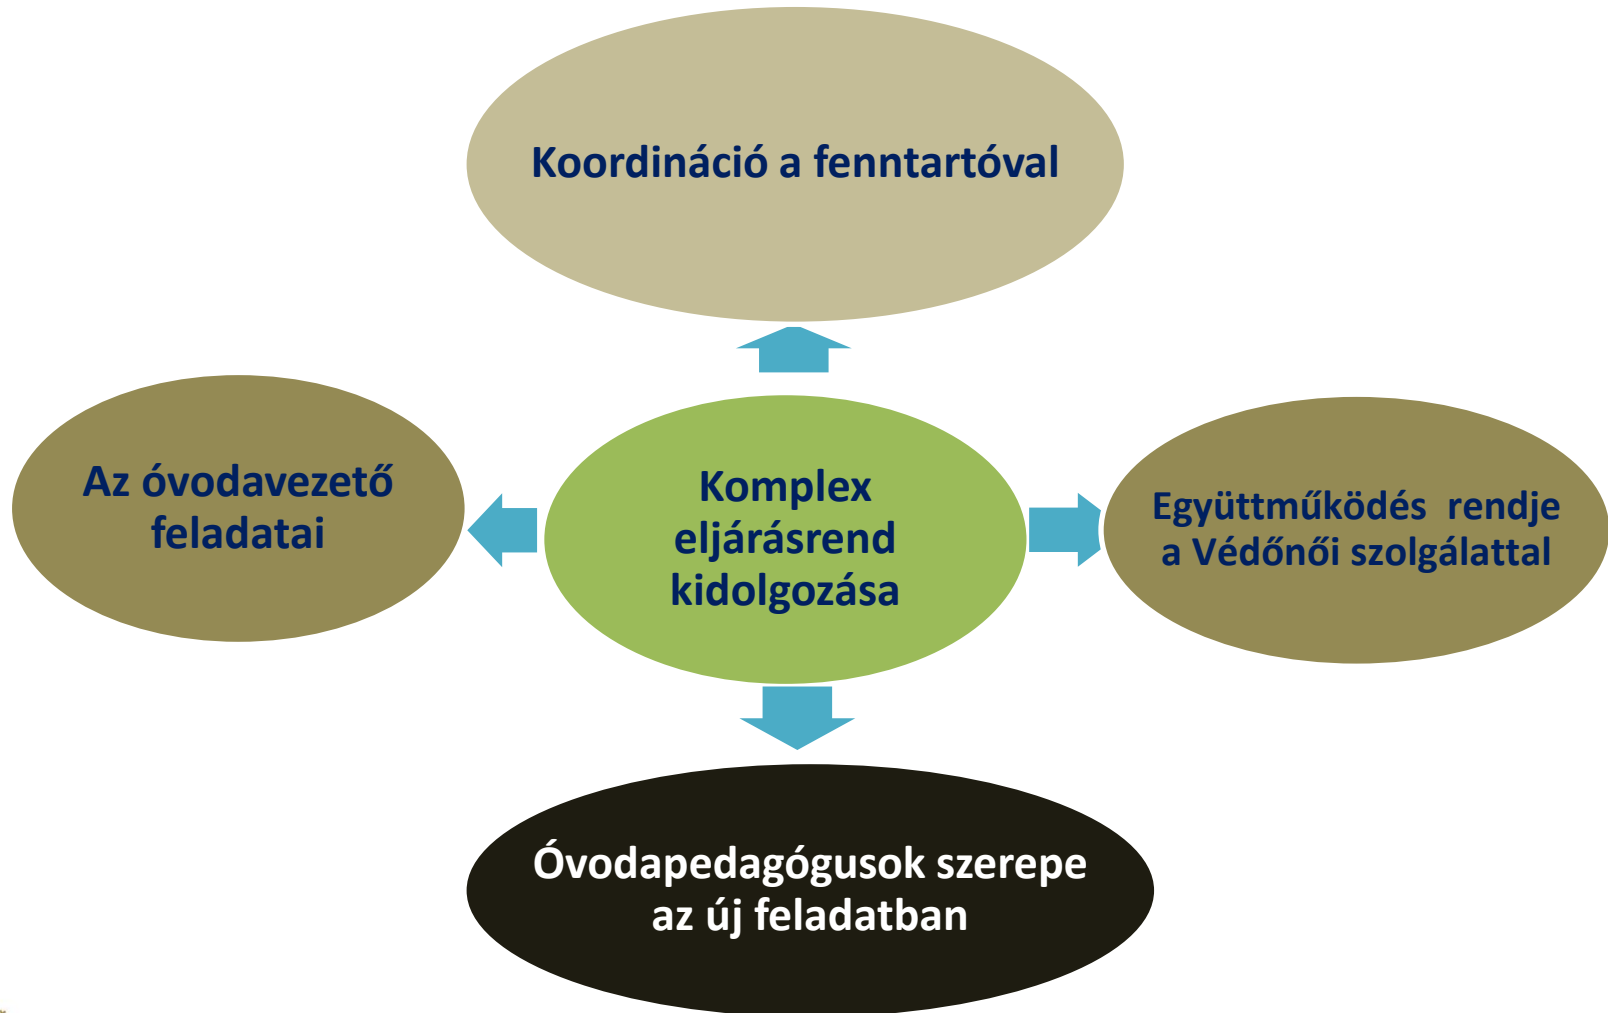 Koordináció a fenntartóval
Az óvodavezető
feladatai
Komplex
eljárásrend
kidolgozása
Együttműködés rendje
a Védőnői szolgálattal
Óvodapedagógusok szerepe
az új feladatban